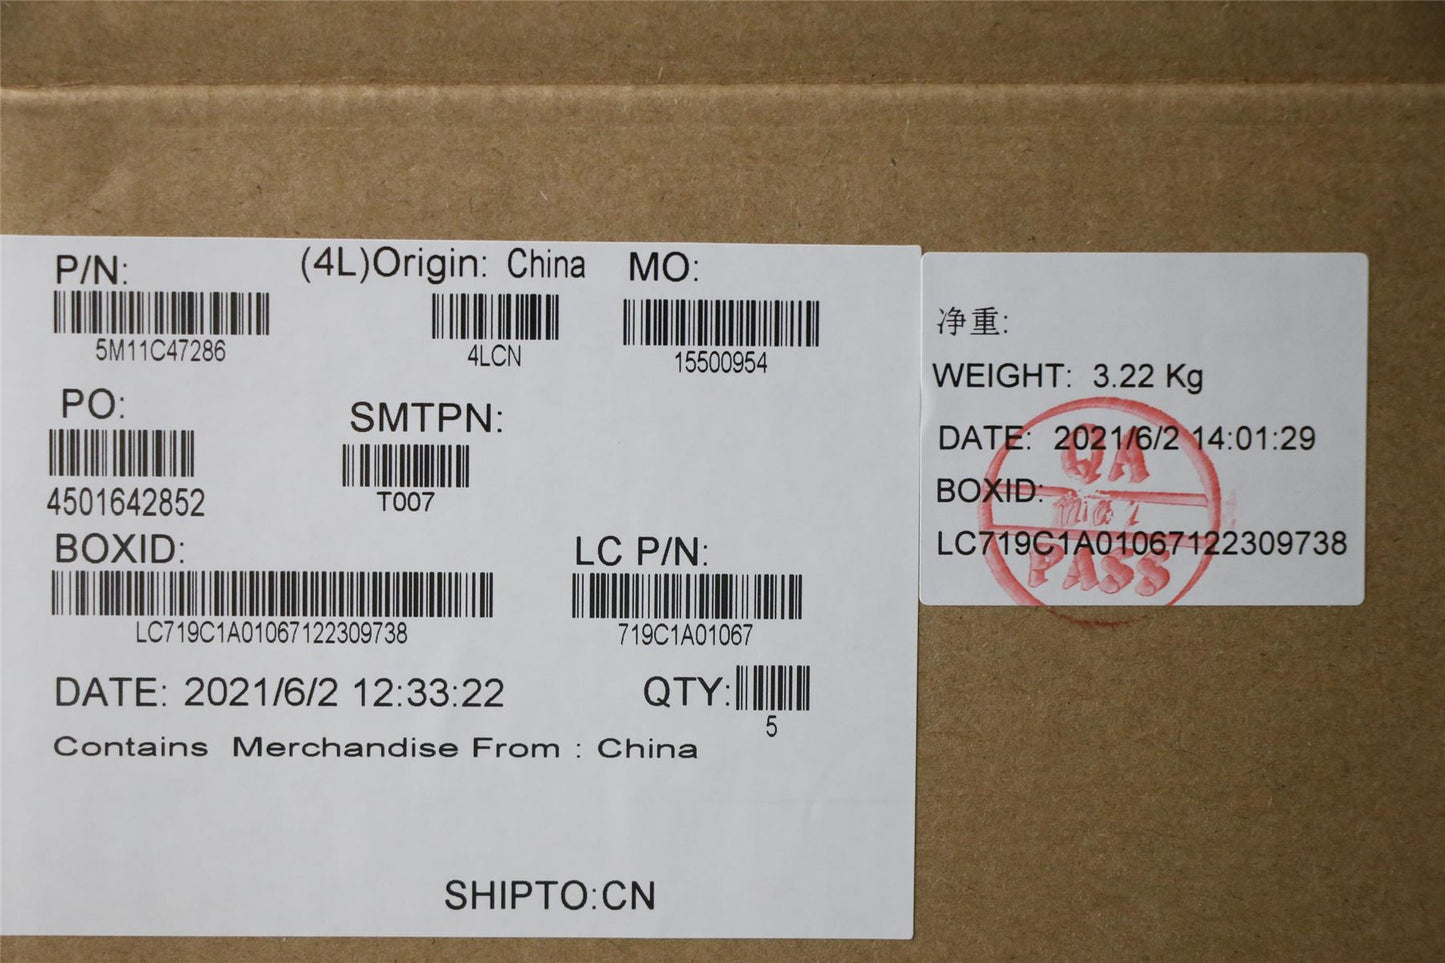 P/N:
(4L)Origin: China
MO:
5M11C47286
4LCN
15500954
PO:
SMTPN:
4501642852
T007
BOXID:
LC P/N:
LC719C1A01067122309738
719C1A01067
DATE: 2021/6/2 12:33:22
QTY:
5
Contains Merchandise From : China
SHIPTO:CN
净重:
WEIGHT: 3.22 Kg
DATE: 2021/6/2 14:01:29
BOXID:
LC719C1A01067122309738
QA
PASS